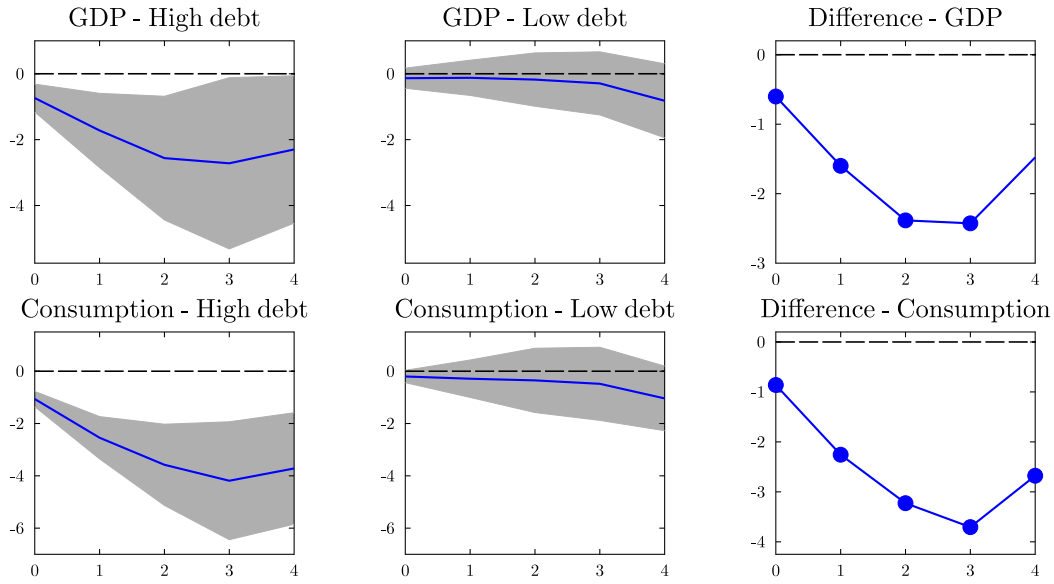 GDP - High debt
0
-2
-4
0 1 2 3 4
GDP - Low debt
0
-2
-4
0 1 2 3 4
Difference - GDP
0
-1
-2
-3
0 1 2 3 4
Consumption - High debt
0
-2
-4
-6
0 1 2 3 4
Consumption - Low debt
0
-2
-4
-6
0 1 2 3 4
Difference - Consumption
0
-1
-2
-3
-4
0 1 2 3 4